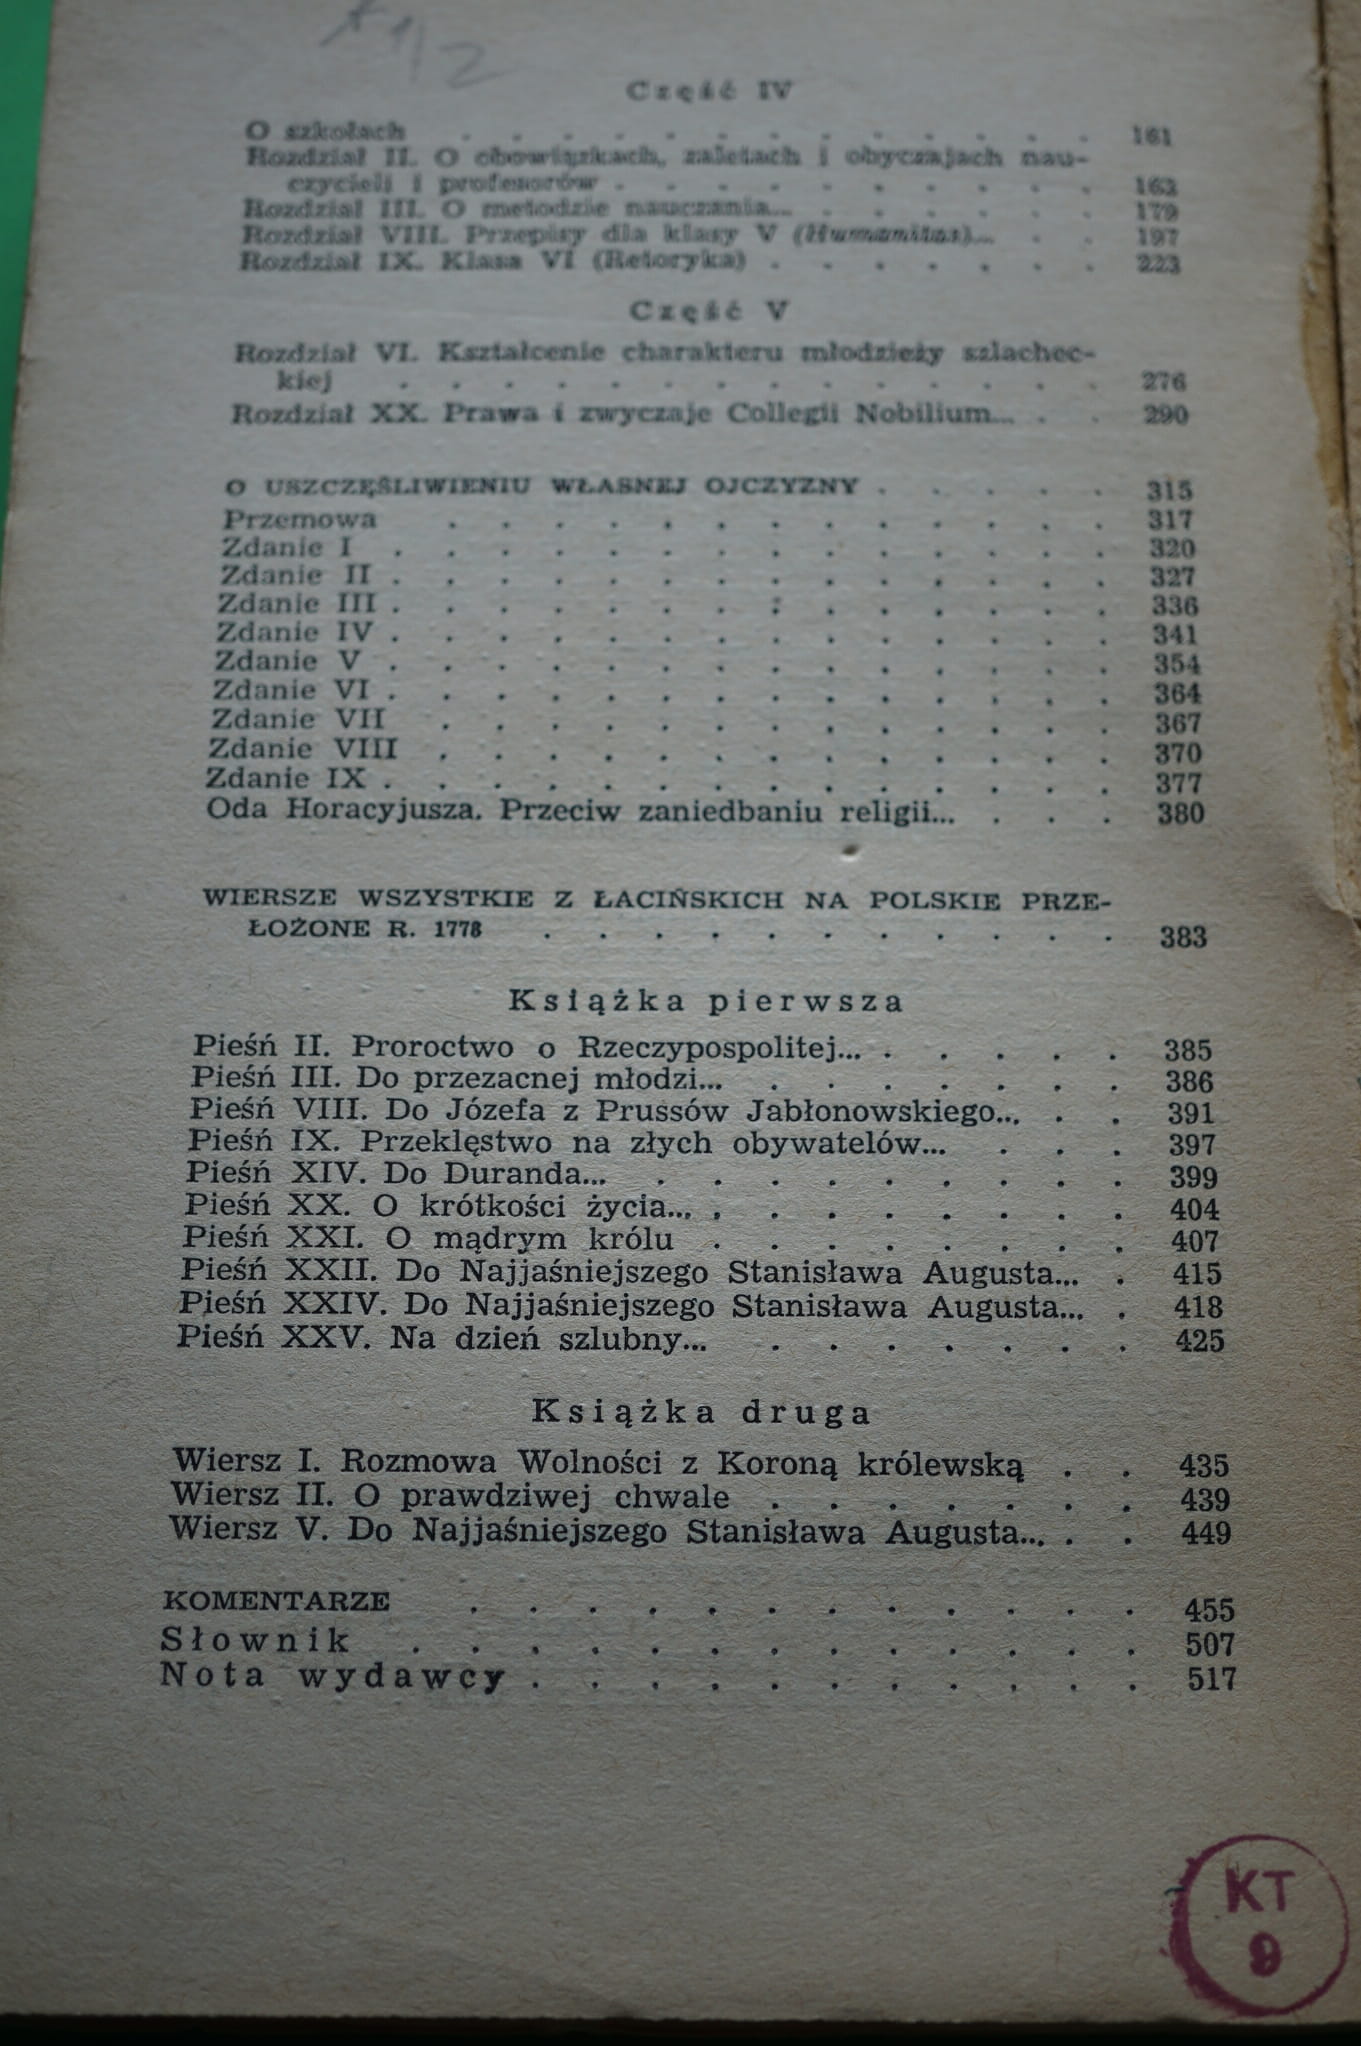 1/2
Część IV
O szkołach . . . . . . . . . . . . 161
Rozdział II. O obowiązkach, zaletach i obyczajach nau-
czycieli i profesorów . . . . . . . . . . 163
Rozdział III. O metodzie nauczania... . . . . . . 179
Rozdział VIII. Przepisy dla klasy V (Humanitas)... . . 197
Rozdział IX. Klasa VI (Retoryka) . . . . . . . 223
Część V
Rozdział VI. Kształcenie charakteru młodzieży szlachec-
kiej . . . . . . . . . . . . . . 276
Rozdział XX. Prawa i zwyczaje Collegii Nobilium... . . 290
O USZCZĘŚLIWIENIU WŁASNEJ OJCZYZNY . . . . . 315
Przemowa . . . . . . . . . . . . . 317
Zdanie I . . . . . . . . . . . . . . 320
Zdanie II . . . . . . . . . . . . . . 327
Zdanie III . . . . . . . . . . . . . . 336
Zdanie IV . . . . . . . . . . . . . . 341
Zdanie V . . . . . . . . . . . . . . 354
Zdanie VI . . . . . . . . . . . . . . 364
Zdanie VII . . . . . . . . . . . . . 367
Zdanie VIII . . . . . . . . . . . . . 370
Zdanie IX . . . . . . . . . . . . . . 377
Oda Horacyjusza. Przeciw zaniedbaniu religii... . . . 380
WIERSZE WSZYSTKIE Z ŁACIŃSKICH NA POLSKIE PRZE-
ŁOŻONE R. 1778 . . . . . . . . . . . 383
Książka pierwsza
Pieśń II. Proroctwo o Rzeczypospolitej... . . . . . 385
Pieśń III. Do przezacnej młodzi... . . . . . . . 386
Pieśń VIII. Do Józefa z Prussów Jabłonowskiego... . . 391
Pieśń IX. Przeklęstwo na złych obywatelów... . . . 397
Pieśń XIV. Do Duranda... . . . . . . . . . 399
Pieśń XX. O krótkości życia... . . . . . . . . 404
Pieśń XXI. O mądrym królu . . . . . . . . 407
Pieśń XXII. Do Najjaśniejszego Stanisława Augusta... . 415
Pieśń XXIV. Do Najjaśniejszego Stanisława Augusta... . 418
Pieśń XXV. Na dzień szlubny... . . . . . . . 425
Książka druga
Wiersz I. Rozmowa Wolności z Koroną królewską . . 435
Wiersz II. O prawdziwej chwale . . . . . . . 439
Wiersz V. Do Najjaśniejszego Stanisława Augusta... . . 449
KOMENTARZE . . . . . . . . . . . . 455
Słownik . . . . . . . . . . . . . 507
Nota wydawcy . . . . . . . . . . . 517
KT
9